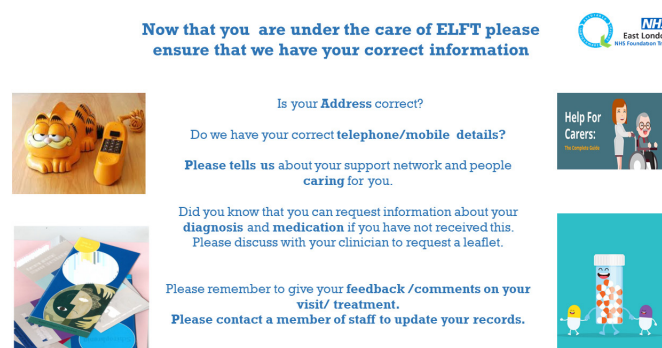 Now that you are under the care of ELFT please
ensure that we have your correct information
NHS
East London
NHS Foundation Trust
Is your Address correct?
Do we have your correct telephone/mobile details?
Please tells us about your support network and people
caring for you.
Did you know that you can request information about your
diagnosis and medication if you have not received this.
Please discuss with your clinician to request a leaflet.
Please remember to give your feedback /comments on your
visit/ treatment.
Please contact a member of staff to update your records.
Help For
Carers:
The Complete Guide